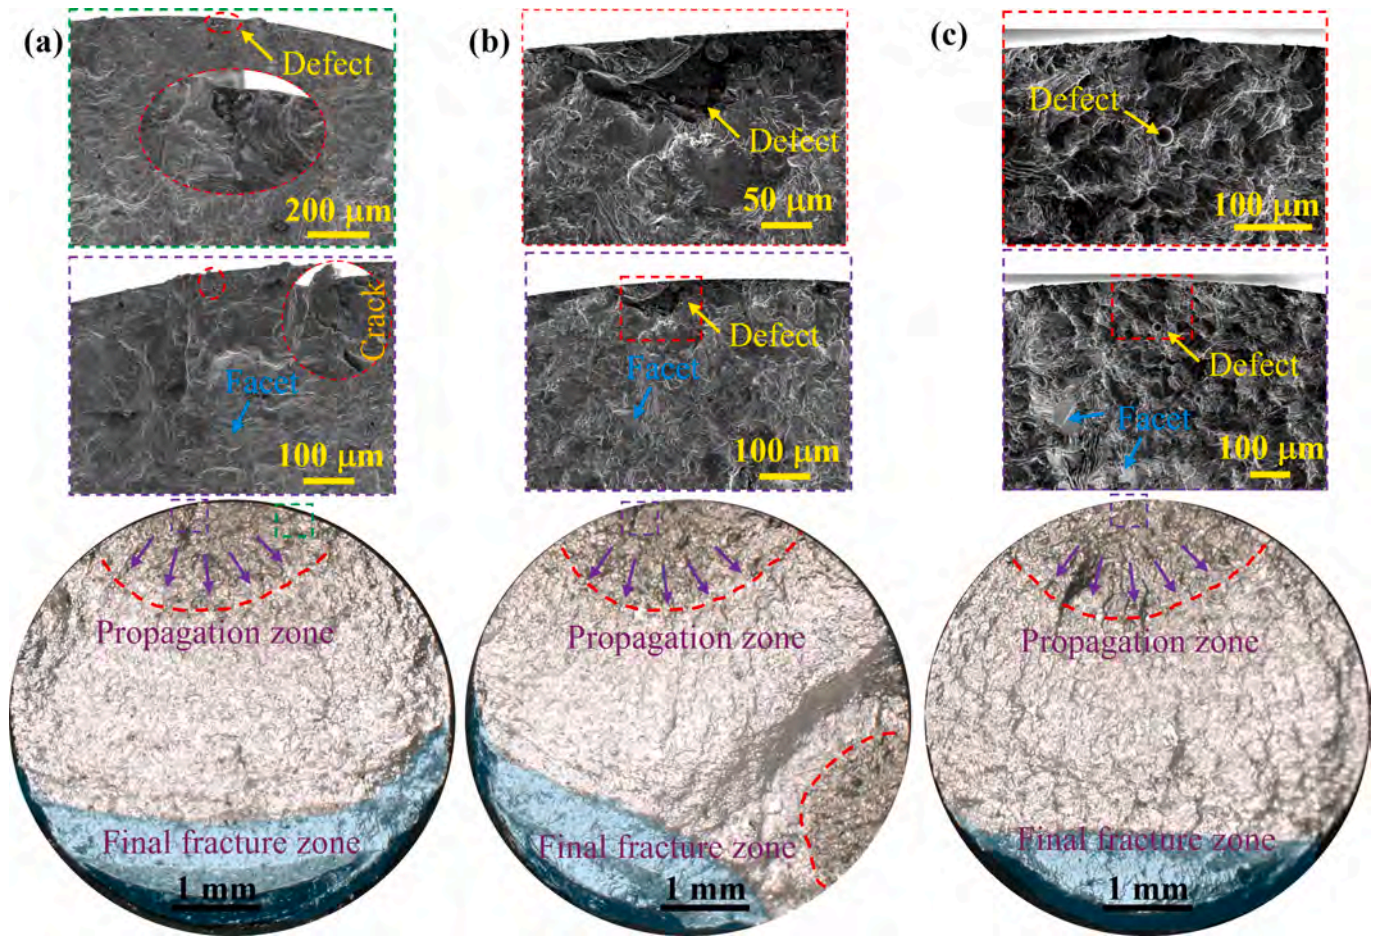 (a)
Defect
200 μm
Crack
Facet
100 μm
Propagation zone
Final fracture zone
1 mm
(b)
Defect
50 μm
Defect
Facet
100 μm
Propagation zone
Final fracture zone
1 mm
(c)
Defect
100 μm
Defect
Facet
100 μm
Propagation zone
Final fracture zone
1 mm